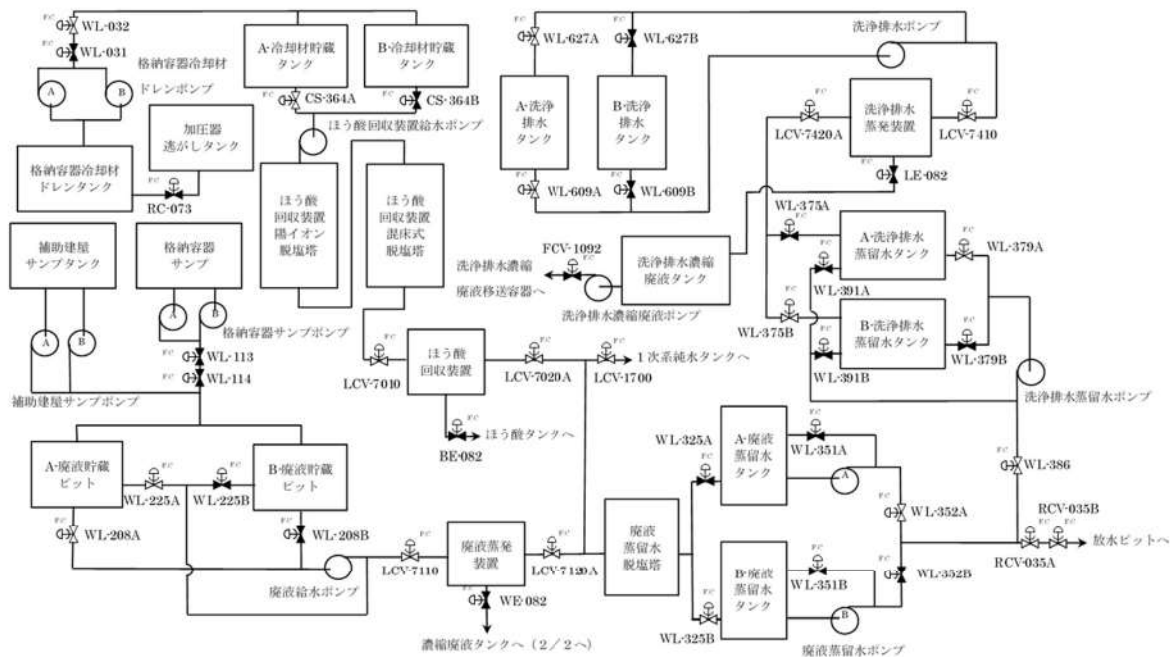 F.C
WL-032
F.C
WL-031
格納容器冷却材
ドレンポンプ
A
B
加圧器
逃がしタンク
格納容器冷却材
ドレンタンク
F.C
RC-073
A-冷却材貯蔵
タンク
B-冷却材貯蔵
タンク
F.C
CS-364A
F.C
CS-364B
ほう酸回収装置給水ポンプ
ほう酸
回収装置
陽イオン
脱塩塔
ほう酸
回収装置
混床式
脱塩塔
補助建屋
サンプタンク
格納容器
サンプ
A
B
A
B
格納容器サンプポンプ
F.C
WL-113
F.C
WL-114
補助建屋サンプポンプ
F.C
WL-627A
F.C
WL-627B
洗浄排水ポンプ
A-洗浄
排水
タンク
B-洗浄
排水
タンク
F.C
WL-609A
F.C
WL-609B
F.C
LCV-7420A
洗浄排水
蒸発装置
F.C
LCV-7410
F.C
LE-082
WL-375A
F.C
A-洗浄排水
蒸留水タンク
F.C
WL-379A
F.C
WL-391A
F.C
WL-375B
B-洗浄排水
蒸留水タンク
F.C
WL-379B
F.C
WL-391B
洗浄排水蒸留水ポンプ
FCV-1092
F.C
洗浄排水濃縮
廃液移送容器へ
洗浄排水濃縮
廃液タンク
洗浄排水濃縮廃液ポンプ
F.C
LCV-7010
ほう酸
回収装置
F.C
LCV-7020A
F.C
LCV-1700
1次系純水タンクへ
F.C
BE-082
ほう酸タンクへ
A-廃液貯蔵
ピット
F.C
WL-225A
F.C
WL-225B
B-廃液貯蔵
ピット
F.C
WL-208A
F.C
WL-208B
廃液給水ポンプ
F.C
LCV-7110
廃液蒸発
装置
F.C
LCV-7120A
F.C
WE-082
濃縮廃液タンクへ（2／2へ）
廃液
蒸留水
脱塩塔
WL-325A
F.C
A-廃液
蒸留水
タンク
F.C
WL-351A
A
F.C
WL-352A
F.C
WL-325B
B-廃液
蒸留水
タンク
F.C
WL-351B
B
F.C
WL-352B
廃液蒸留水ポンプ
F.C
WL-386
F.C
RCV-035A
RCV-035B
F.C
放水ピットへ